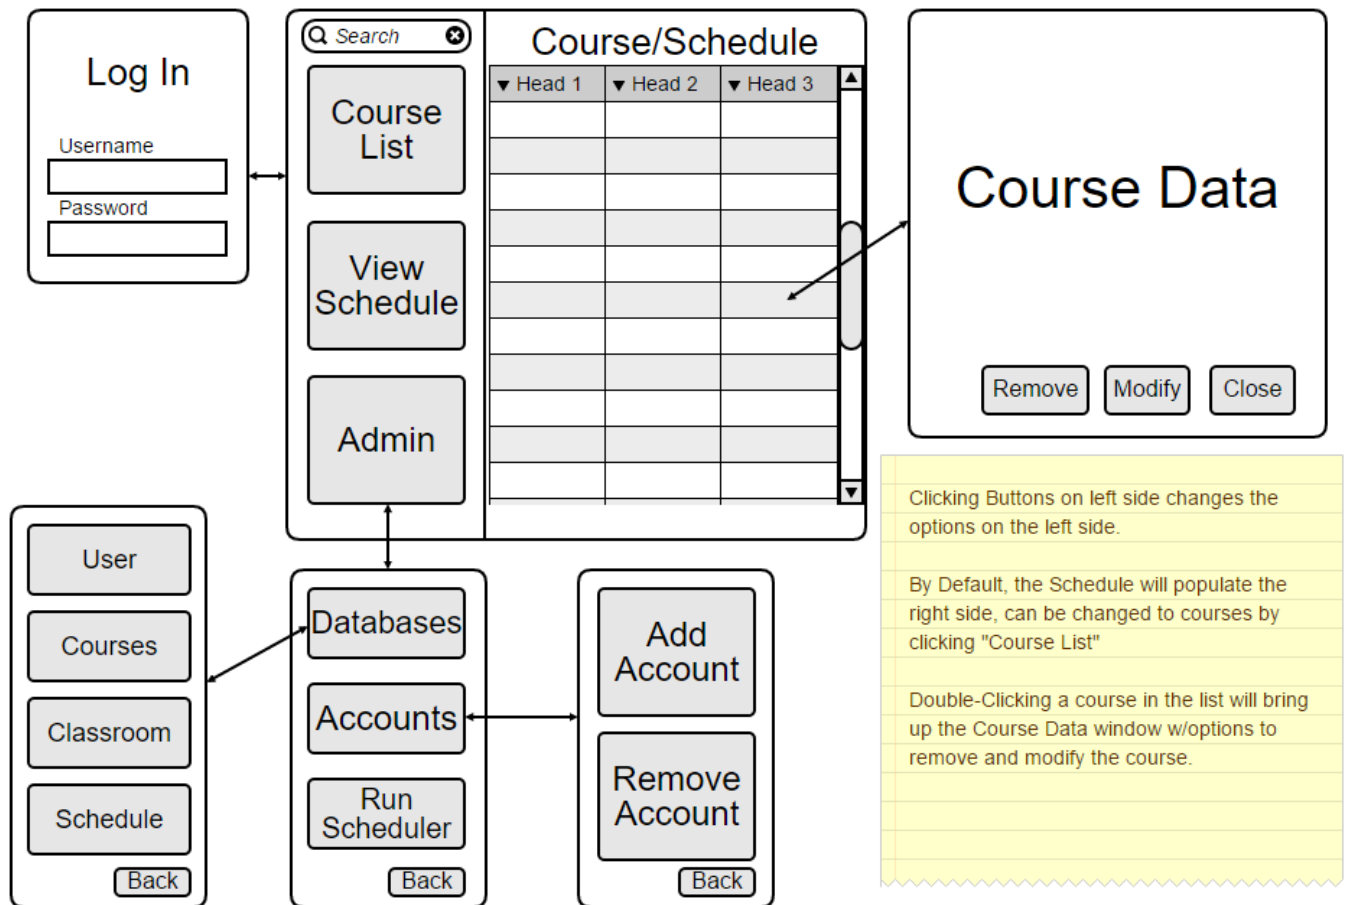 Log In
Username
Password
Search
Course
List
View
Schedule
Admin
Course/Schedule
Head 1
Head 2
Head 3
Course Data
Remove
Modify
Close
User
Courses
Classroom
Schedule
Back
Databases
Accounts
Run
Scheduler
Back
Add
Account
Remove
Account
Back
Clicking Buttons on left side changes the
options on the left side.
By Default, the Schedule will populate the
right side, can be changed to courses by
clicking "Course List"
Double-Clicking a course in the list will bring
up the Course Data window w/options to
remove and modify the course.